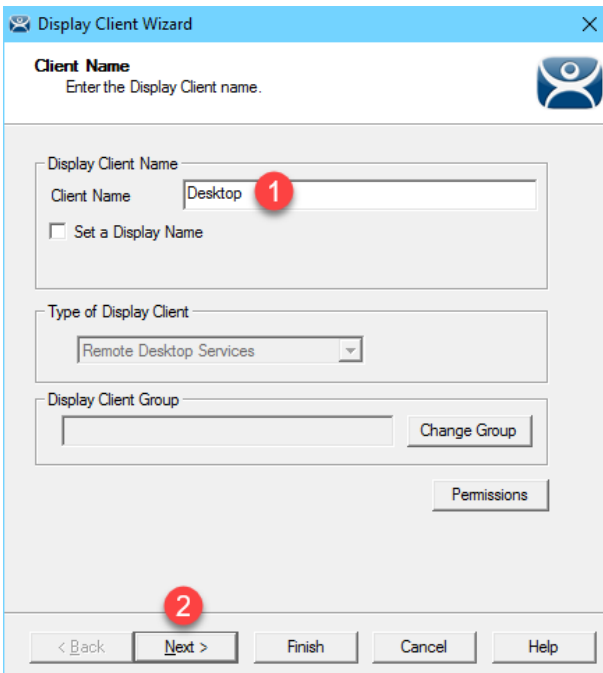 Display Client Wizard
Client Name
Enter the Display Client name.
Display Client Name
Client Name Desktop 1
Set a Display Name
Type of Display Client
Remote Desktop Services
Display Client Group
Change Group
Permissions
2
< Back Next > Finish Cancel Help